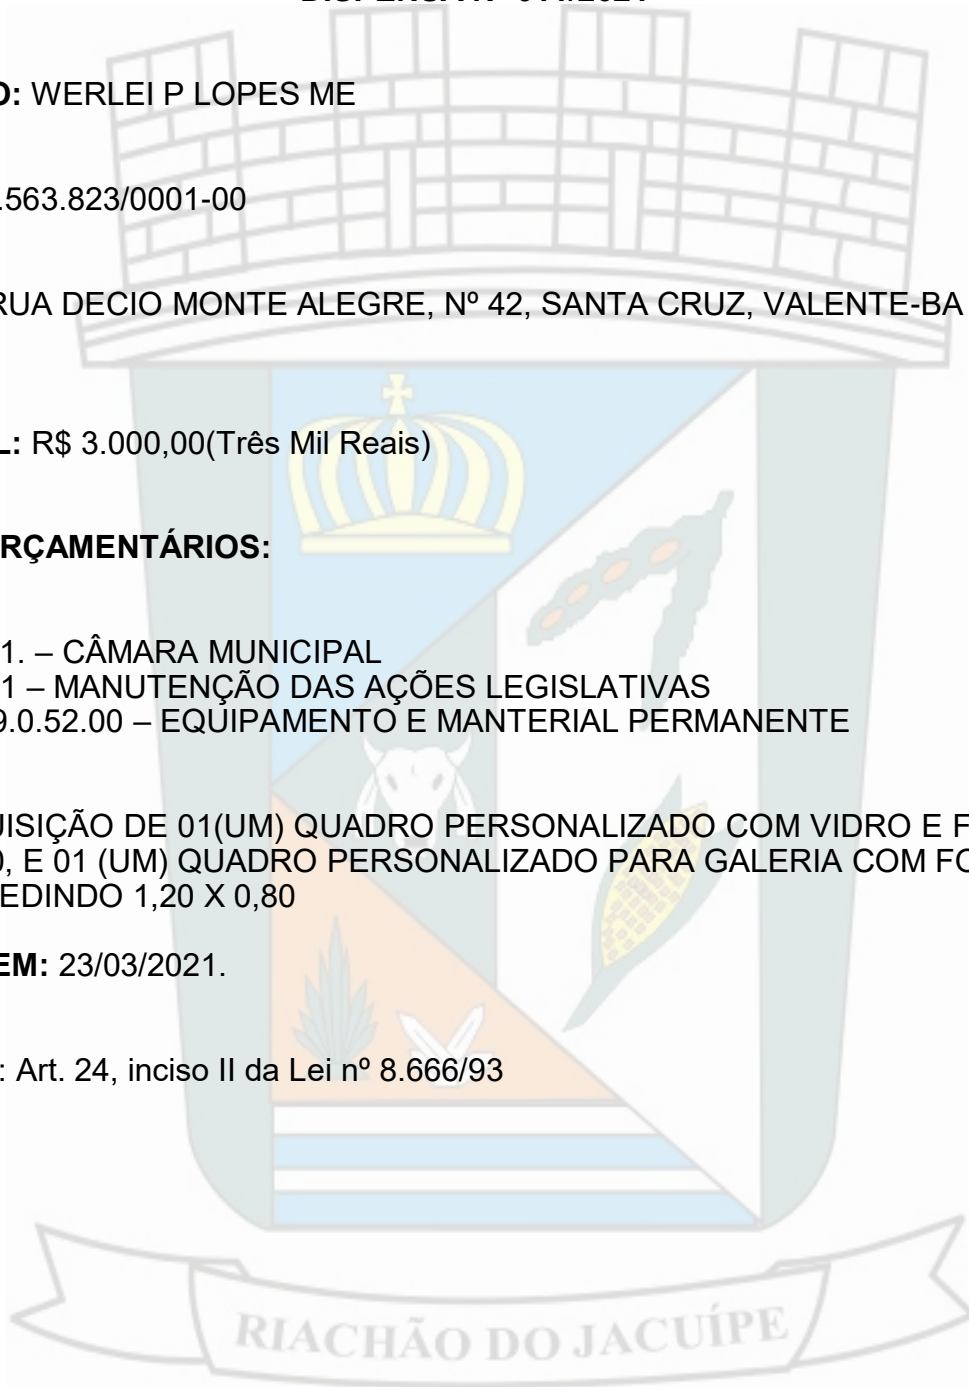 O: WERLEI P LOPES ME
.563.823/0001-00
RUA DECIO MONTE ALEGRE, Nº 42, SANTA CRUZ, VALENTE-BA
L: R$ 3.000,00(Três Mil Reais)
RÇAMENTÁRIOS:
1. – CÂMARA MUNICIPAL
1 – MANUTENÇÃO DAS AÇÕES LEGISLATIVAS
9.0.52.00 – EQUIPAMENTO E MANTERIAL PERMANENTE
UISIÇÃO DE 01(UM) QUADRO PERSONALIZADO COM VIDRO E F
0, E 01 (UM) QUADRO PERSONALIZADO PARA GALERIA COM FO
EDINDO 1,20 X 0,80
EM: 23/03/2021.
: Art. 24, inciso II da Lei nº 8.666/93
RIACHÃO DO JACUÍPE